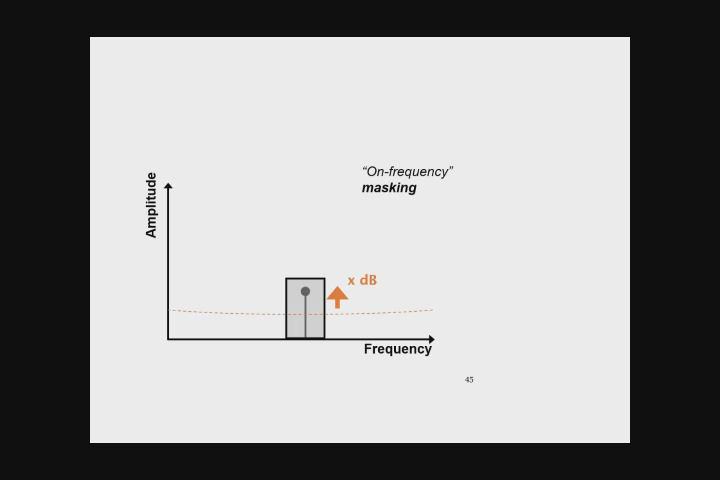 “On-frequency”
masking
Amplitude
x dB
Frequency
45